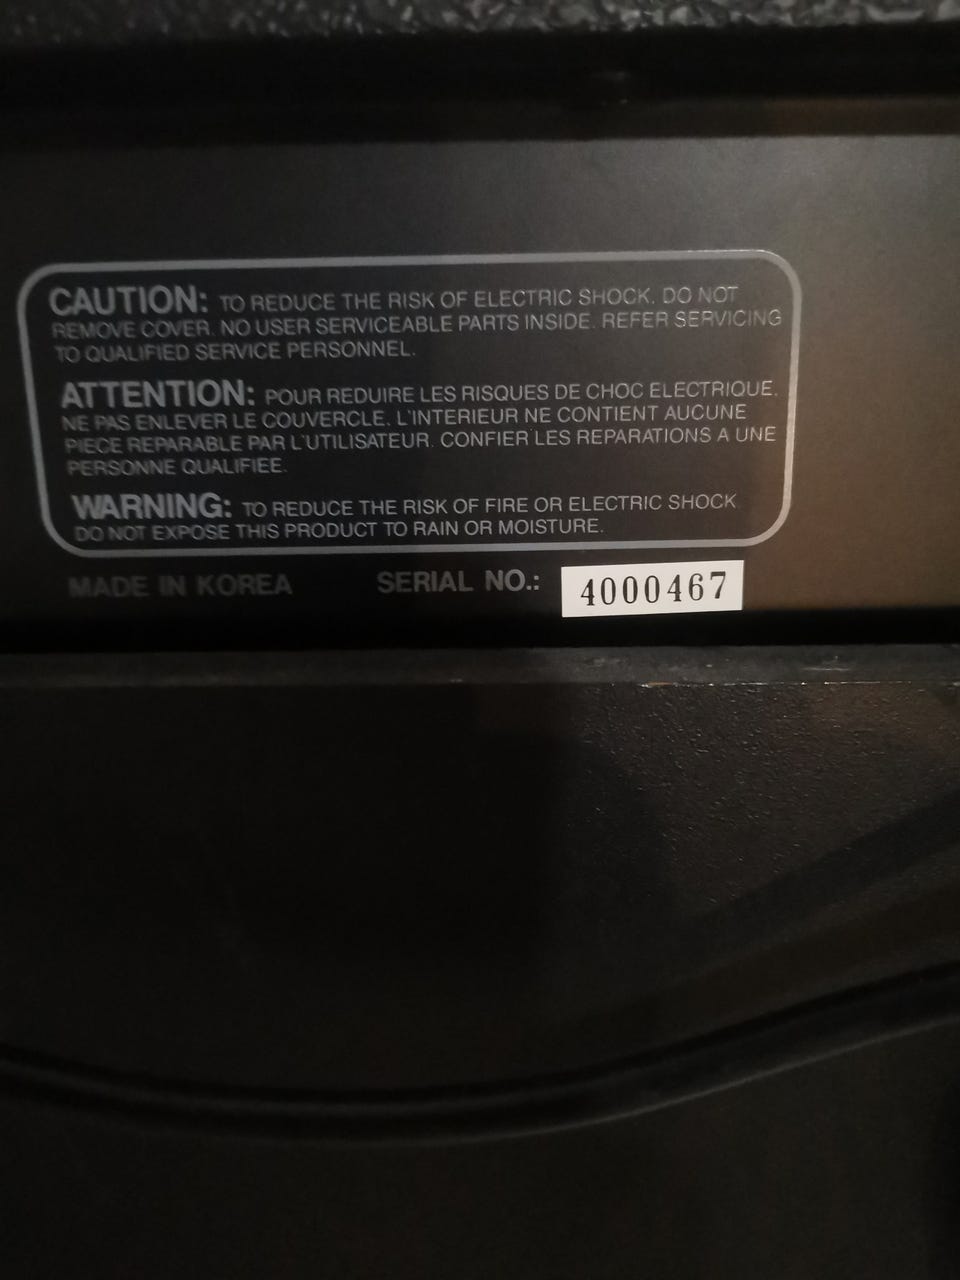 CAUTION: TO REDUCE THE RISK OF ELECTRIC SHOCK. DO NOT
REMOVE COVER. NO USER SERVICEABLE PARTS INSIDE. REFER SERVICING
TO QUALIFIED SERVICE PERSONNEL.
ATTENTION: POUR REDUIRE LES RISQUES DE CHOC ELECTRIQUE.
NE PAS ENLEVER LE COUVERCLE. L'INTERIEUR NE CONTIENT AUCUNE
PIECE REPARABLE PAR L'UTILISATEUR. CONFIER LES REPARATIONS A UNE
PERSONNE QUALIFIEE.
WARNING: TO REDUCE THE RISK OF FIRE OR ELECTRIC SHOCK
DO NOT EXPOSE THIS PRODUCT TO RAIN OR MOISTURE.
MADE IN KOREA SERIAL NO.: 4000467